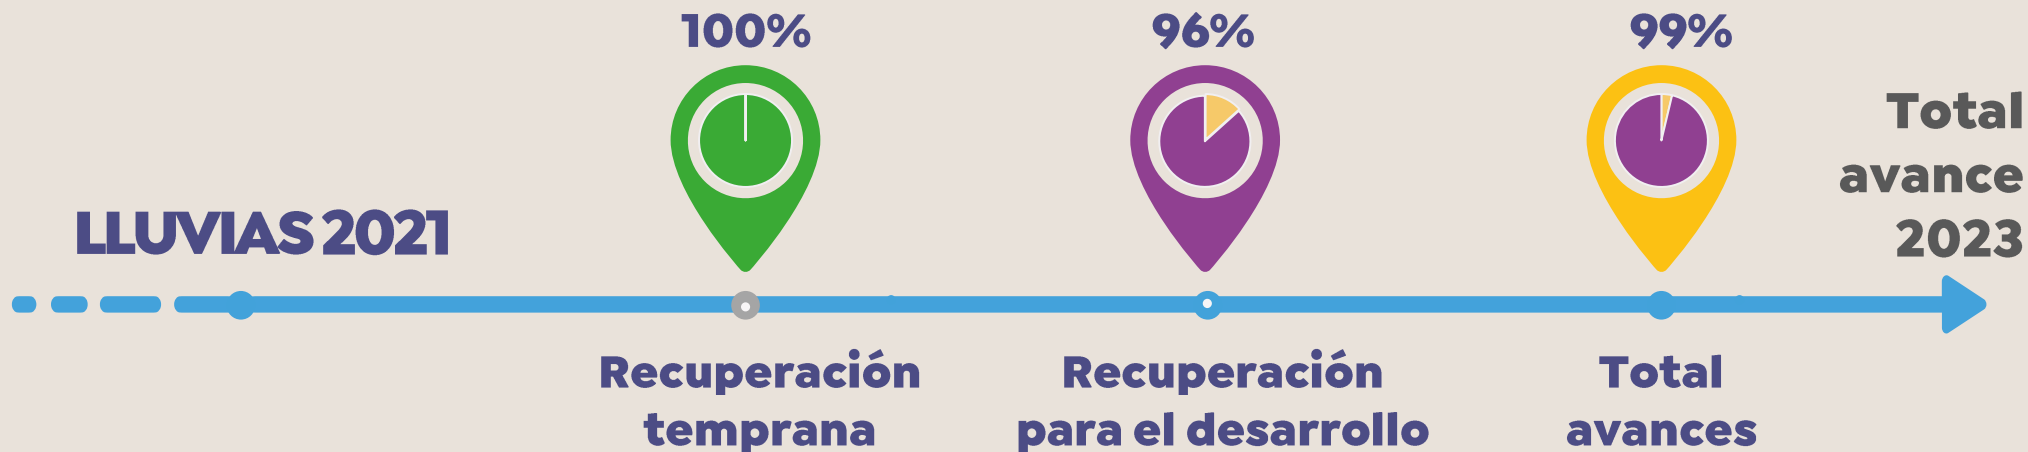 100%
96%
99%
Total
avance
2023
LLUVIAS 2021
Recuperación
temprana
Recuperación
para el desarrollo
Total
avances